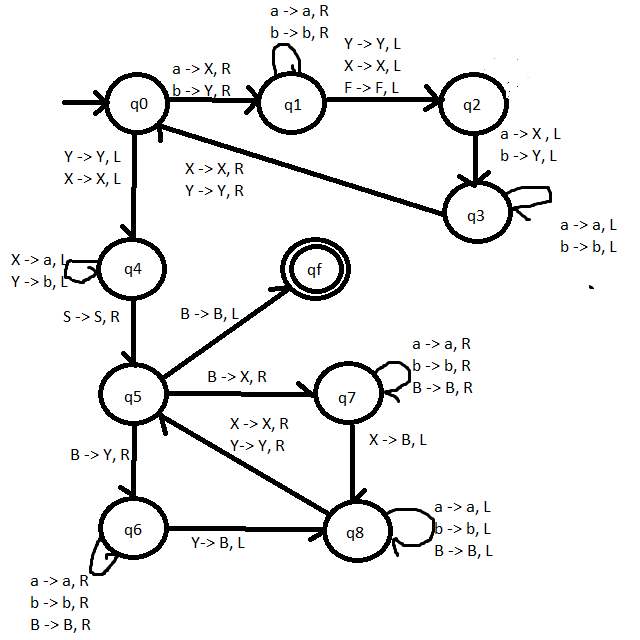 a -> a, R
b -> b, R
Y -> Y, L
X -> X, L
F -> F, L
a -> X, R
b -> Y, R
q0
q1
q2
a -> X , L
b -> Y, L
Y -> Y, L
X -> X, L
X -> X, R
Y -> Y, R
q3
a -> a, L
b -> b, L
X -> a, L
Y -> b, L
q4
qf
S -> S, R
B -> B, L
B -> X, R
a -> a, R
b -> b, R
B -> B, R
q5
q7
X -> X, R
Y-> Y, R
X -> B, L
B -> Y, R
q6
Y-> B, L
q8
a -> a, L
b -> b, L
B -> B, L
a -> a, R
b -> b, R
B -> B, R